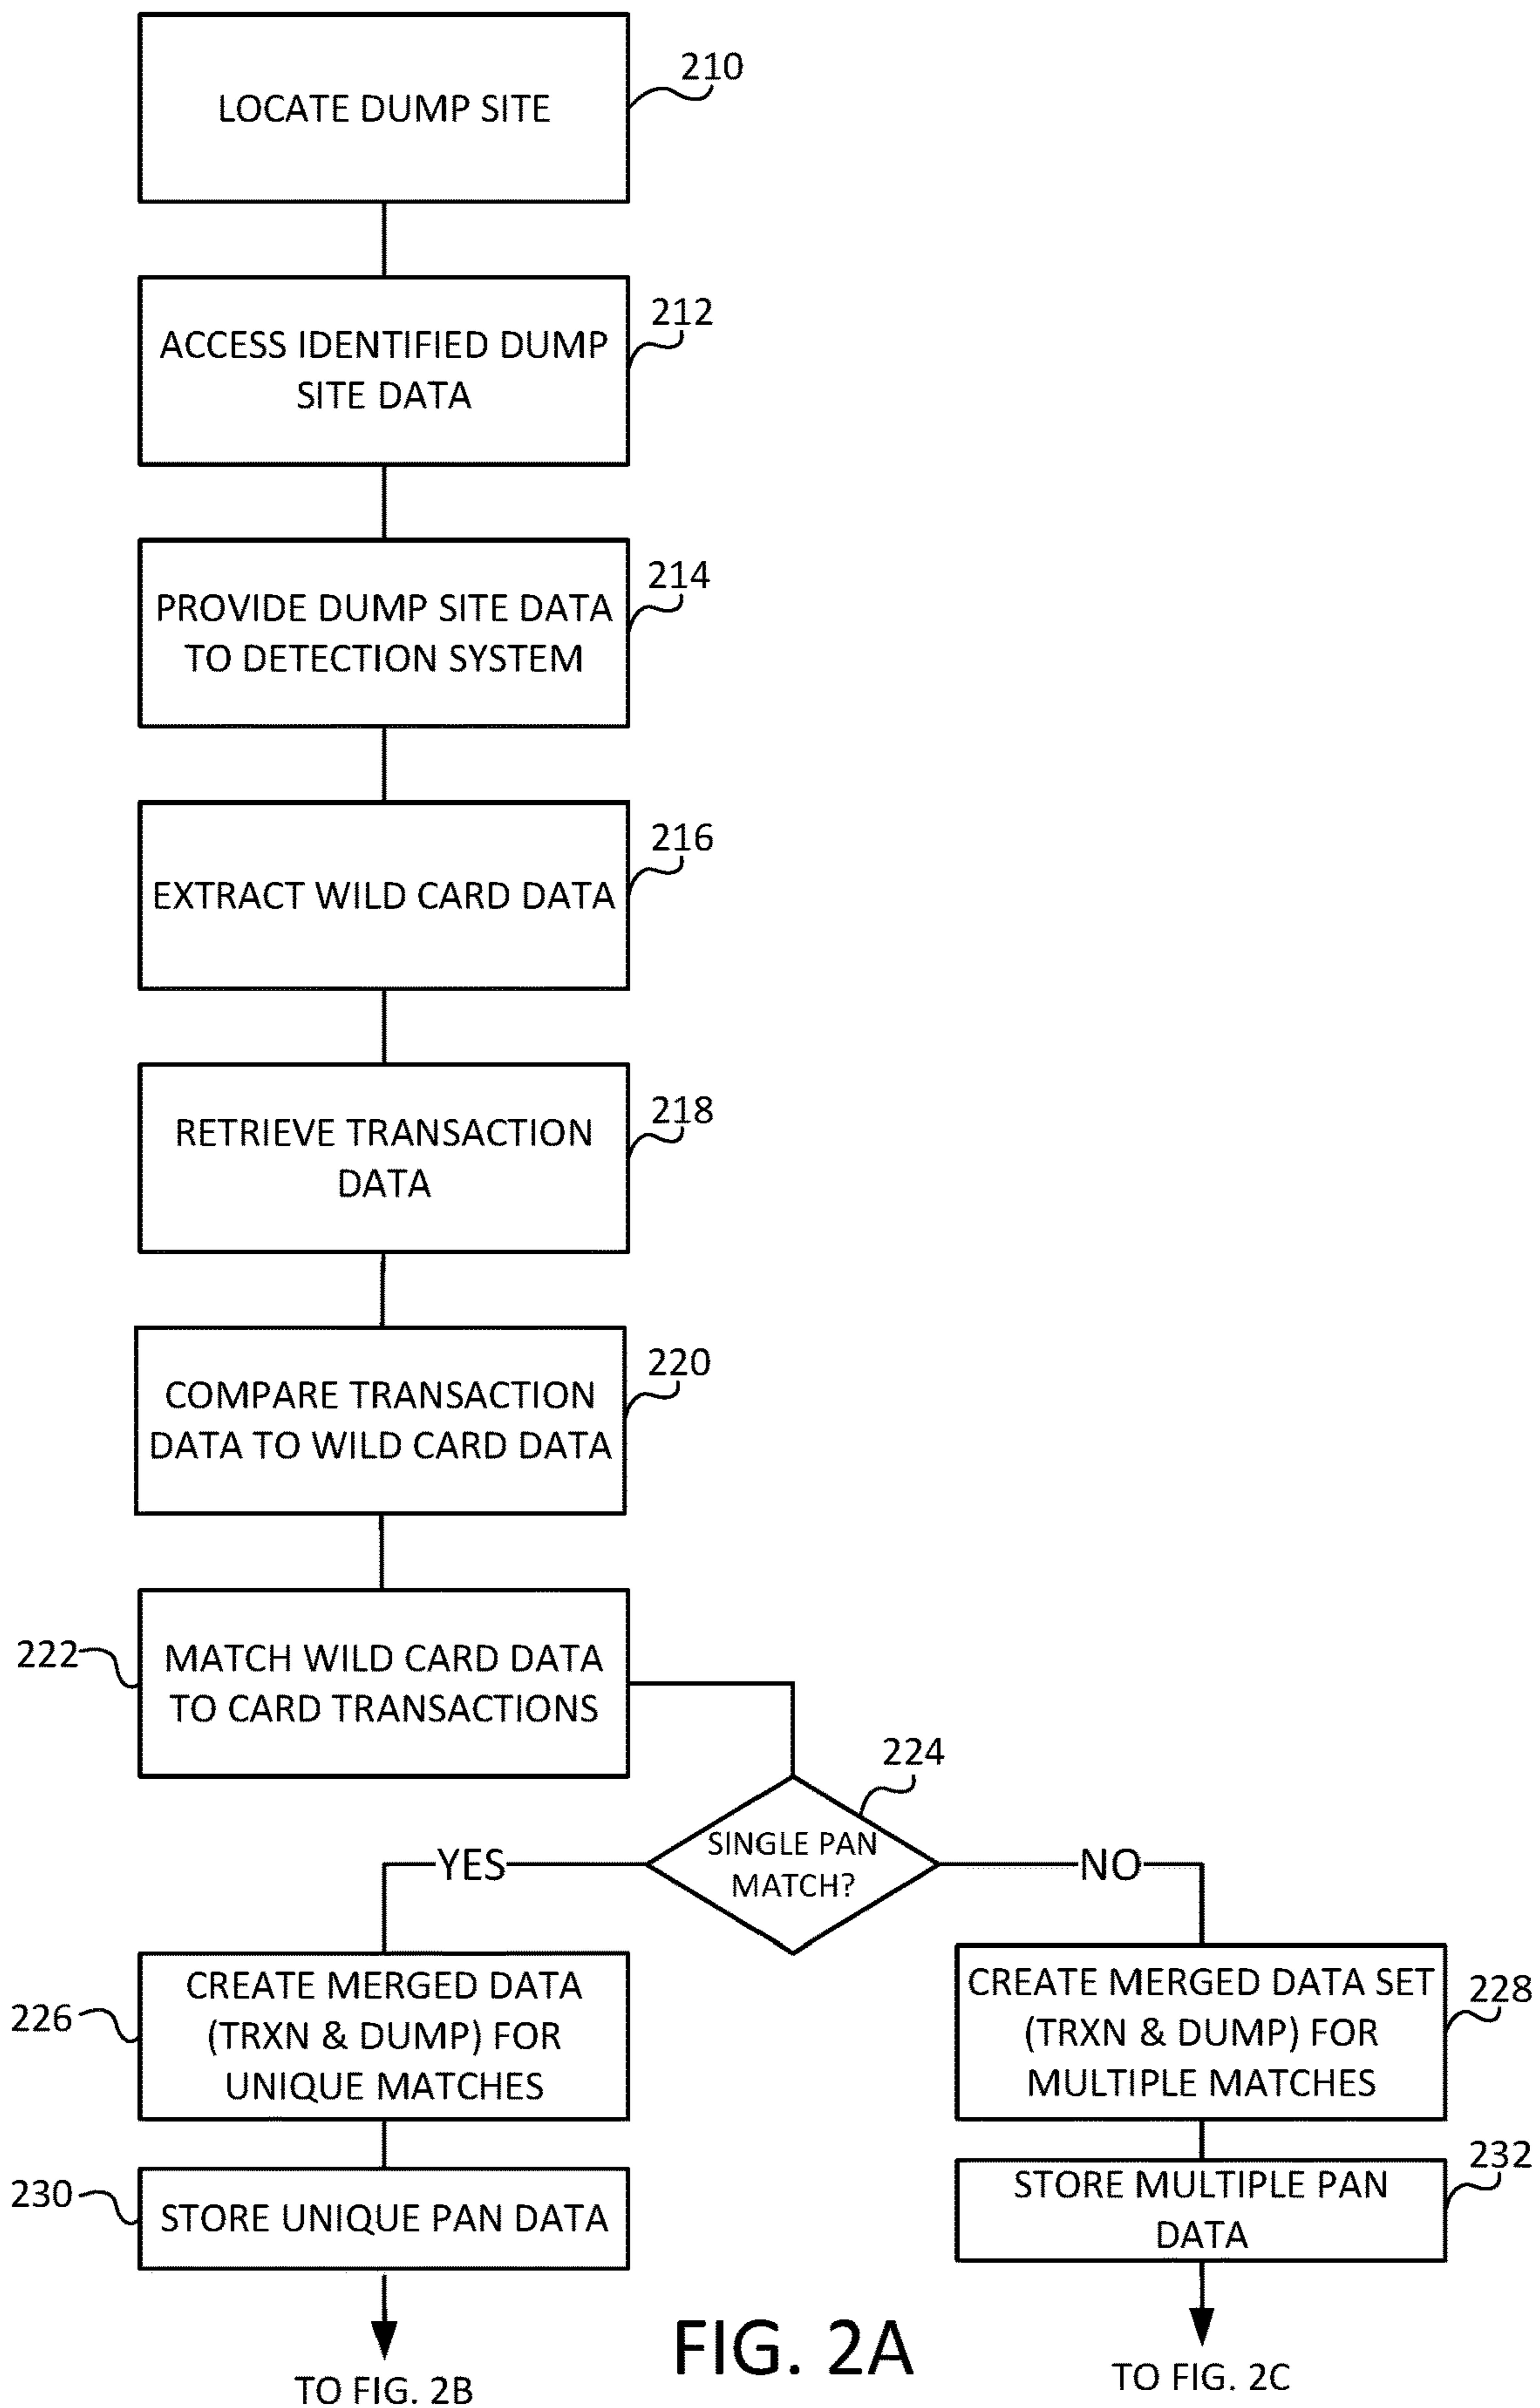 210
LOCATE DUMP SITE
212
ACCESS IDENTIFIED DUMP
SITE DATA
214
PROVIDE DUMP SITE DATA
TO DETECTION SYSTEM
216
EXTRACT WILD CARD DATA
218
RETRIEVE TRANSACTION
DATA
220
COMPARE TRANSACTION
DATA TO WILD CARD DATA
222
MATCH WILD CARD DATA
TO CARD TRANSACTIONS
224
SINGLE PAN
MATCH?
YES
NO
226
CREATE MERGED DATA
(TRXN & DUMP) FOR
UNIQUE MATCHES
CREATE MERGED DATA SET
(TRXN & DUMP) FOR
MULTIPLE MATCHES
228
230
STORE UNIQUE PAN DATA
STORE MULTIPLE PAN
DATA
232
TO FIG. 2B
FIG. 2A
TO FIG. 2C